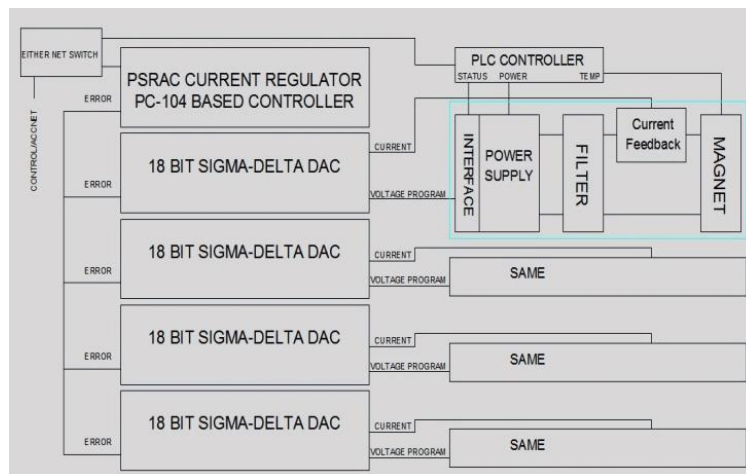 EITHER NET SWITCH
PLC CONTROLLER
STATUS POWER TEMP
PSRAC CURRENT REGULATOR
PC-104 BASED CONTROLLER
ERROR
CONTROL/ACCNET
18 BIT SIGMA-DELTA DAC
ERROR
CURRENT
VOLTAGE PROGRAM
INTERFACE
POWER
SUPPLY
FILTER
Current
Feedback
MAGNET
18 BIT SIGMA-DELTA DAC
ERROR
CURRENT
VOLTAGE PROGRAM
SAME
18 BIT SIGMA-DELTA DAC
ERROR
CURRENT
VOLTAGE PROGRAM
SAME
18 BIT SIGMA-DELTA DAC
ERROR
CURRENT
VOLTAGE PROGRAM
SAME